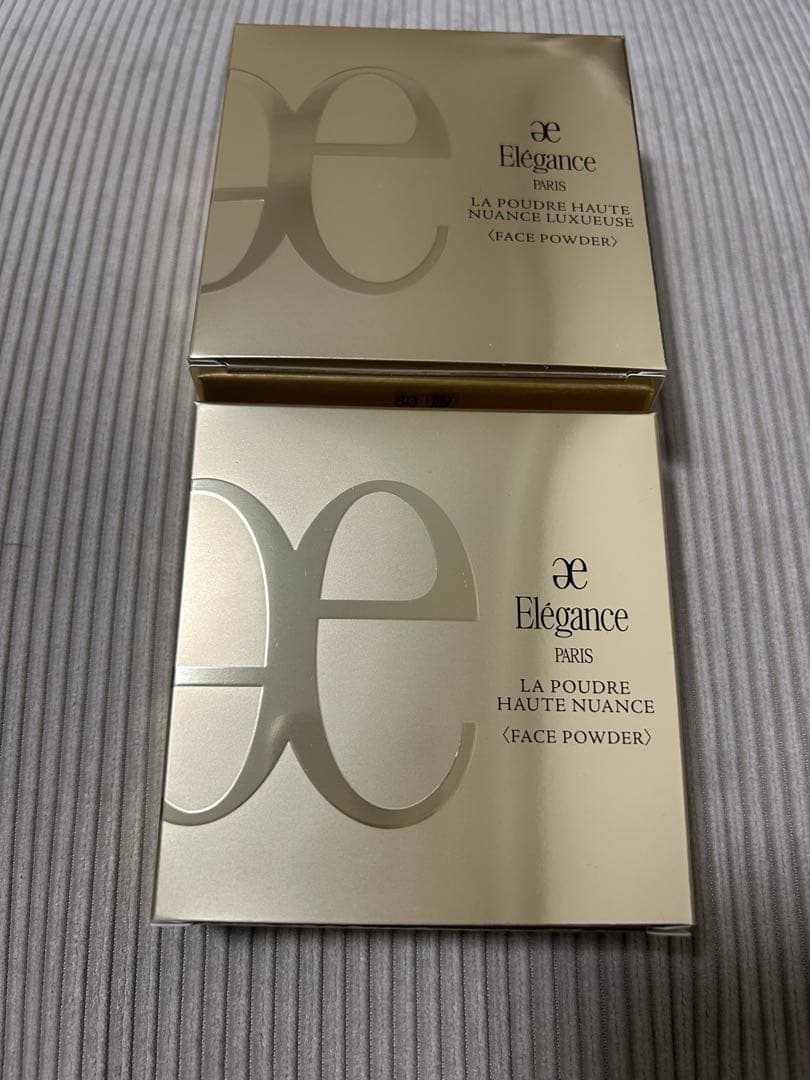 æ
Elégance
PARIS
LA POUDRE HAUTE
NUANCE LUXUEUSE
〈FACE POWDER〉
æ
Elégance
PARIS
LA POUDRE
HAUTE NUANCE
〈FACE POWDER〉